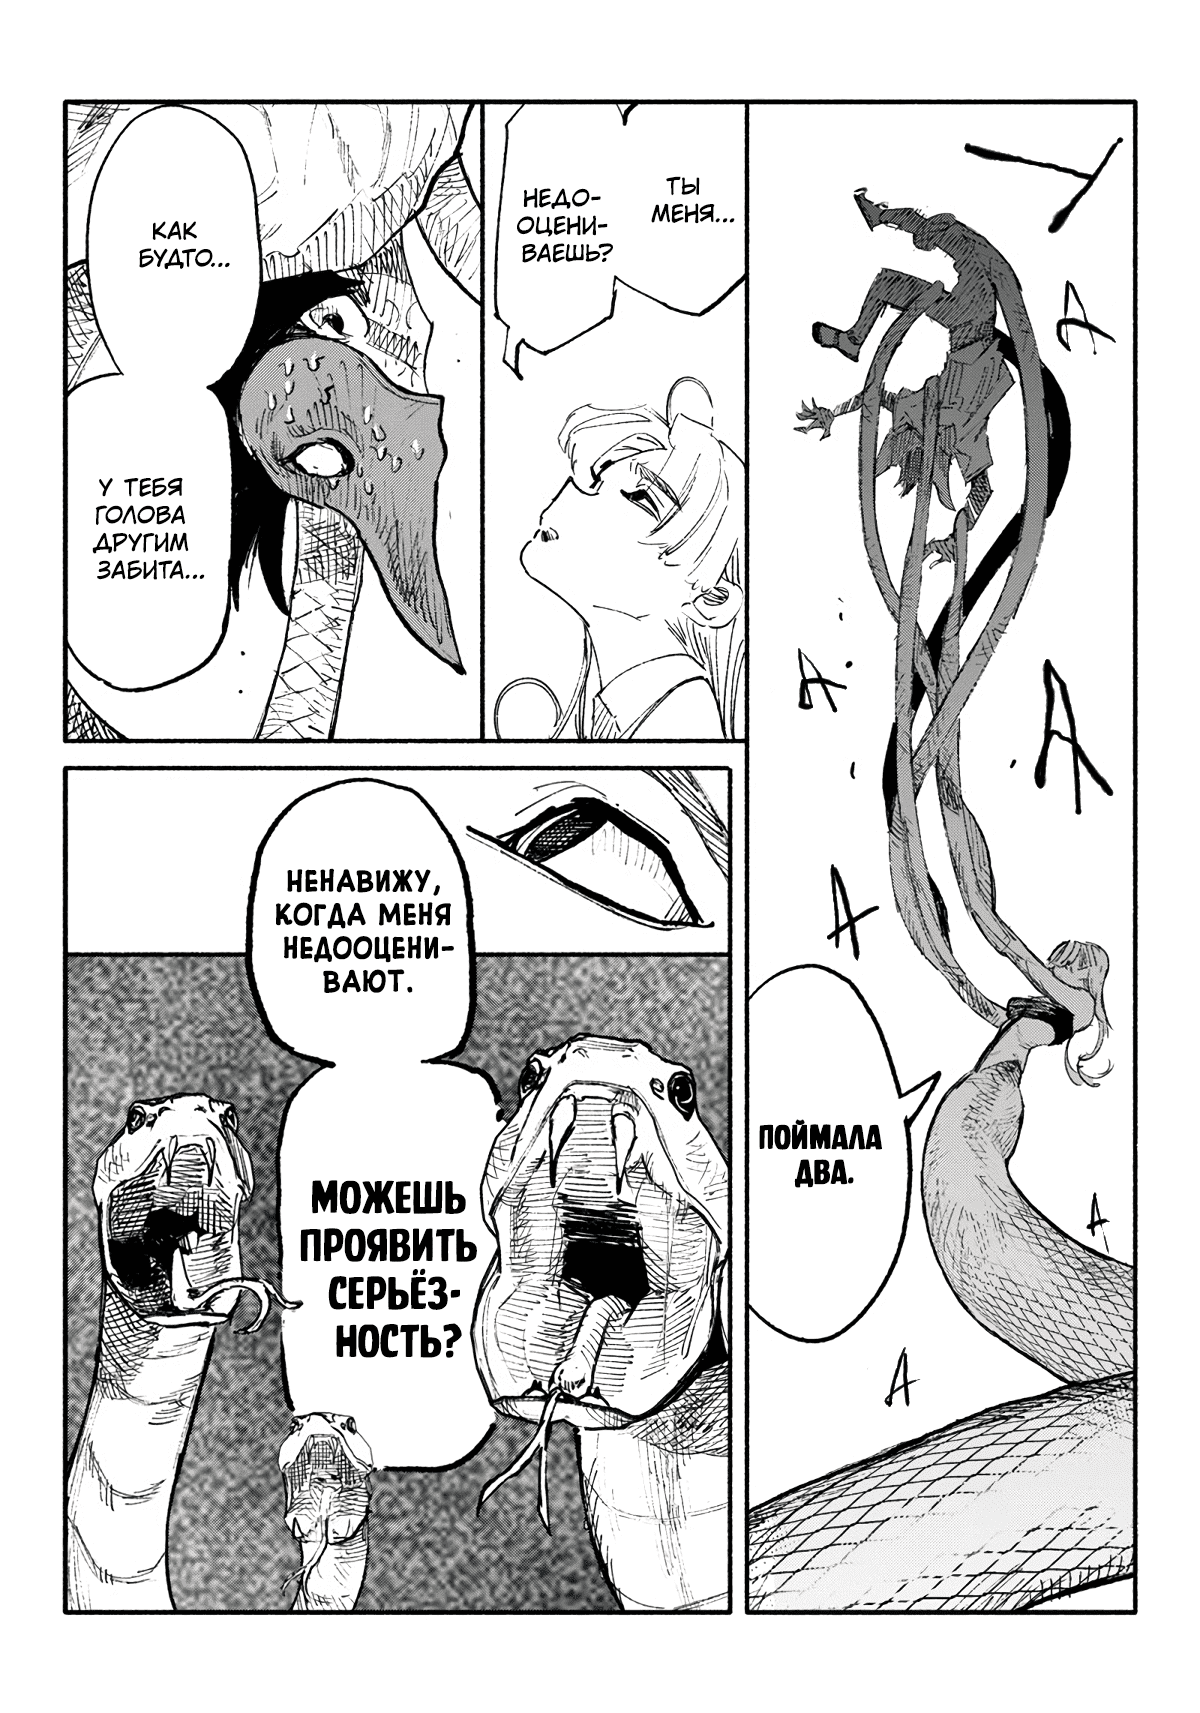 У
А
А
А
А
ПОЙМАЛА
ДВА.
А
А
ТЫ
МЕНЯ...
НЕДО-
ОЦЕНИ-
ВАЕШЬ?
КАК
БУДТО...
У ТЕБЯ
ГОЛОВА
ДРУГИМ
ЗАБИТА...
НЕНАВИЖУ,
КОГДА МЕНЯ
НЕДООЦЕНИ-
ВАЮТ.
МОЖЕШЬ
ПРОЯВИТЬ
СЕРЬЁЗ-
НОСТЬ?